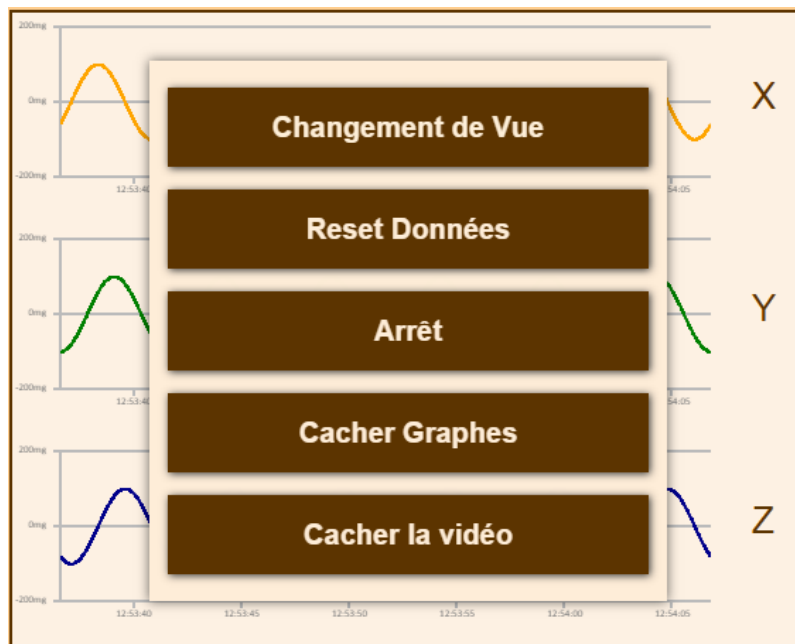 200mg
0mg
-200mg
12:53:40
:54:05
X
Changement de Vue
Reset Données
200mg
0mg
-200mg
12:53:40
:54:05
Y
Arrêt
Cacher Graphes
200mg
0mg
-200mg
Z
Cacher la vidéo
12:53:40
12:53:45
12:53:50
12:53:55
12:54:00
12:54:05